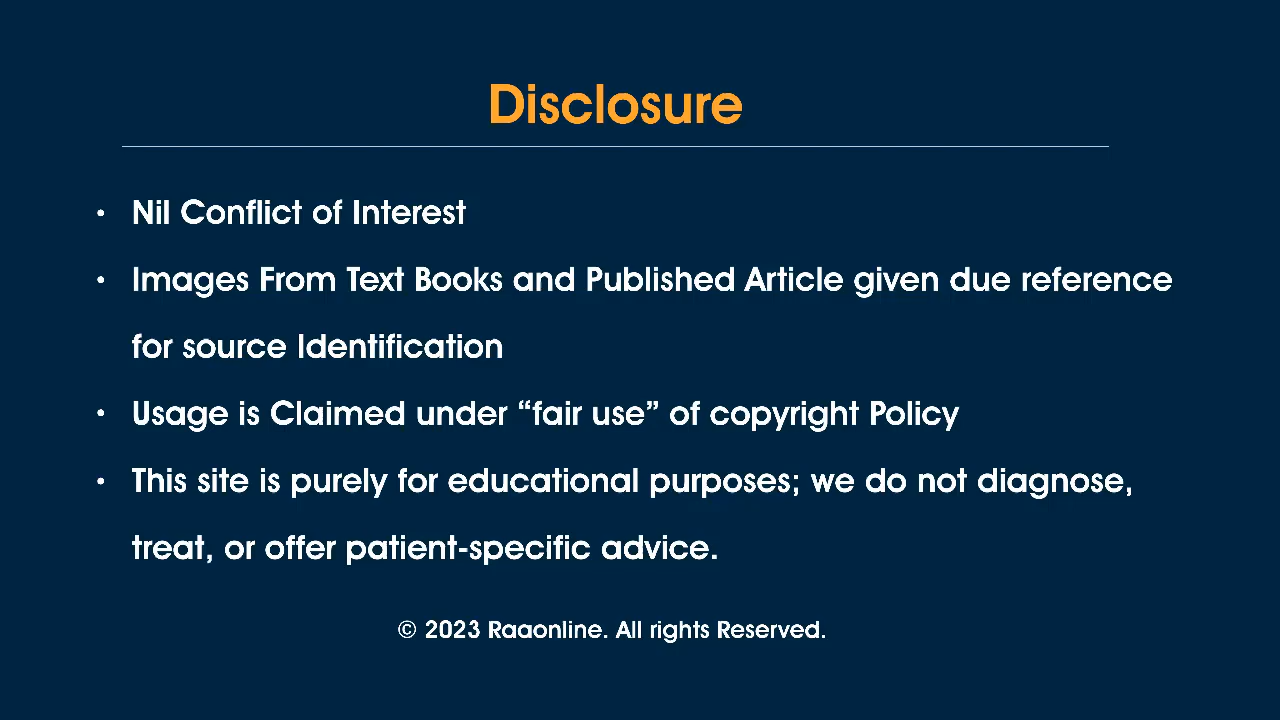 Disclosure
• Nil Conflict of Interest
• Images From Text Books and Published Article given due reference
for source Identification
• Usage is Claimed under “fair use” of copyright Policy
• This site is purely for educational purposes; we do not diagnose,
treat, or offer patient-specific advice.
© 2023 Raaonline. All rights Reserved.